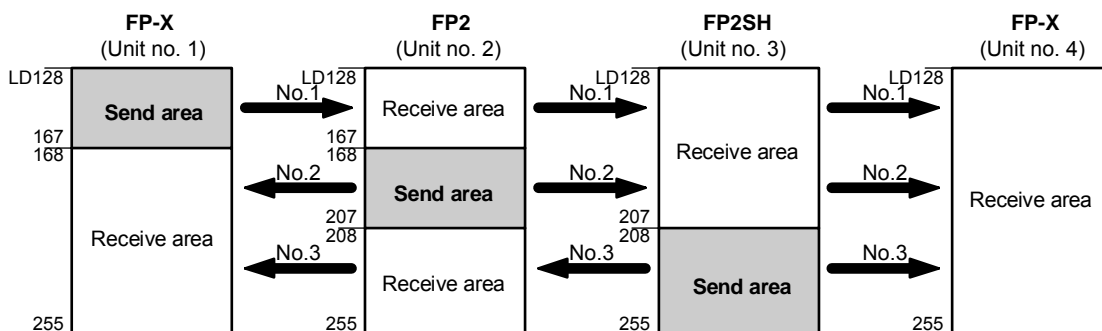 FP-X FP2 FP2SH FP-X
(Unit no. 1) (Unit no. 2) (Unit no. 3) (Unit no. 4)
LD128 LD128 LD128 LD128
Send area No.1 Receive area No.1 No.1
167 167
168 168
Receive area
No.2 Send area No.2 No.2
Receive area
Receive area
207 207
208 208
No.3 Receive area No.3 Send area No.3
255 255 255 255